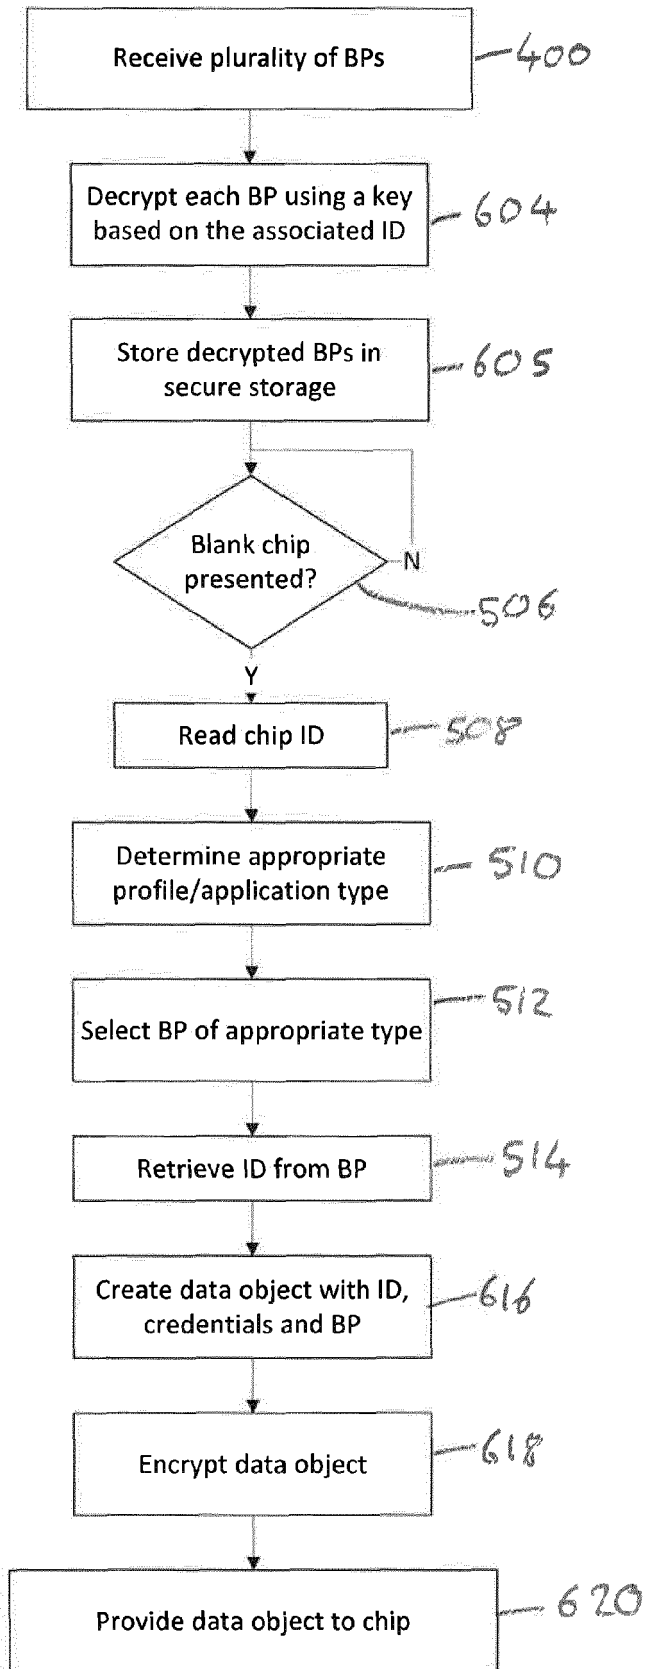 Receive plurality of BPs
400
Decrypt each BP using a key
based on the associated ID
604
Store decrypted BPs in
secure storage
605
Blank chip
presented?
N
506
Y
Read chip ID
508
Determine appropriate
profile/application type
510
Select BP of appropriate type
512
Retrieve ID from BP
514
Create data object with ID,
credentials and BP
616
Encrypt data object
618
Provide data object to chip
620